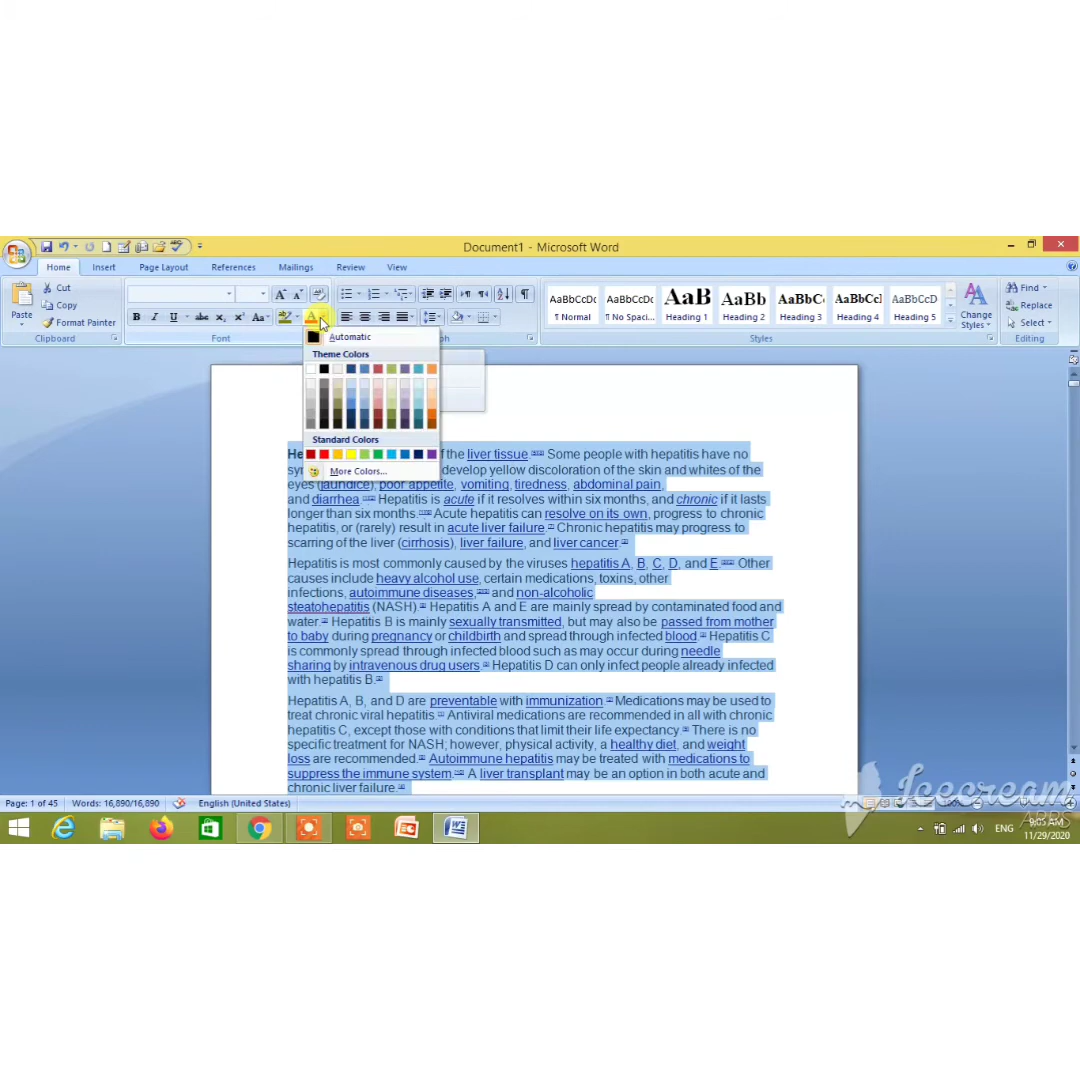 Document1 - Microsoft Word
Home Insert Page Layout References Mailings Review View
Paste
Cut
Copy
Format Painter
Clipboard
Font
AaBbCcDc AaBbCcDc AaB AaBb AaBbC AaBbCcI AaBbCcD
¶ Normal ¶ No Spaci... Heading 1 Heading 2 Heading 3 Heading 4 Heading 5
Change Styles
Styles
Find
Replace
Select
Editing
Automatic
Theme Colors
Standard Colors
More Colors...
of the liver tissue. Some people with hepatitis have no
develop yellow discoloration of the skin and whites of the
eyes (jaundice), poor appetite, vomiting, tiredness, abdominal pain,
and diarrhea. Hepatitis is acute if it resolves within six months, and chronic if it lasts
longer than six months. Acute hepatitis can resolve on its own, progress to chronic
hepatitis, or (rarely) result in acute liver failure. Chronic hepatitis may progress to
scarring of the liver (cirrhosis), liver failure, and liver cancer.
Hepatitis is most commonly caused by the viruses hepatitis A, B, C, D, and E. Other
causes include heavy alcohol use, certain medications, toxins, other
infections, autoimmune diseases, and non-alcoholic
steatohepatitis (NASH). Hepatitis A and E are mainly spread by contaminated food and
water. Hepatitis B is mainly sexually transmitted, but may also be passed from mother
to baby during pregnancy or childbirth and spread through infected blood. Hepatitis C
is commonly spread through infected blood such as may occur during needle
sharing by intravenous drug users. Hepatitis D can only infect people already infected
with hepatitis B.
Hepatitis A, B, and D are preventable with immunization. Medications may be used to
treat chronic viral hepatitis. Antiviral medications are recommended in all with chronic
hepatitis C, except those with conditions that limit their life expectancy. There is no
specific treatment for NASH; however, physical activity, a healthy diet, and weight
loss are recommended. Autoimmune hepatitis may be treated with medications to
suppress the immune system. A liver transplant may be an option in both acute and
chronic liver failure.
Icecream
APPS
Page: 1 of 45 Words: 16,890/16,890 English (United States)
ENG
9:05 AM
11/29/2020